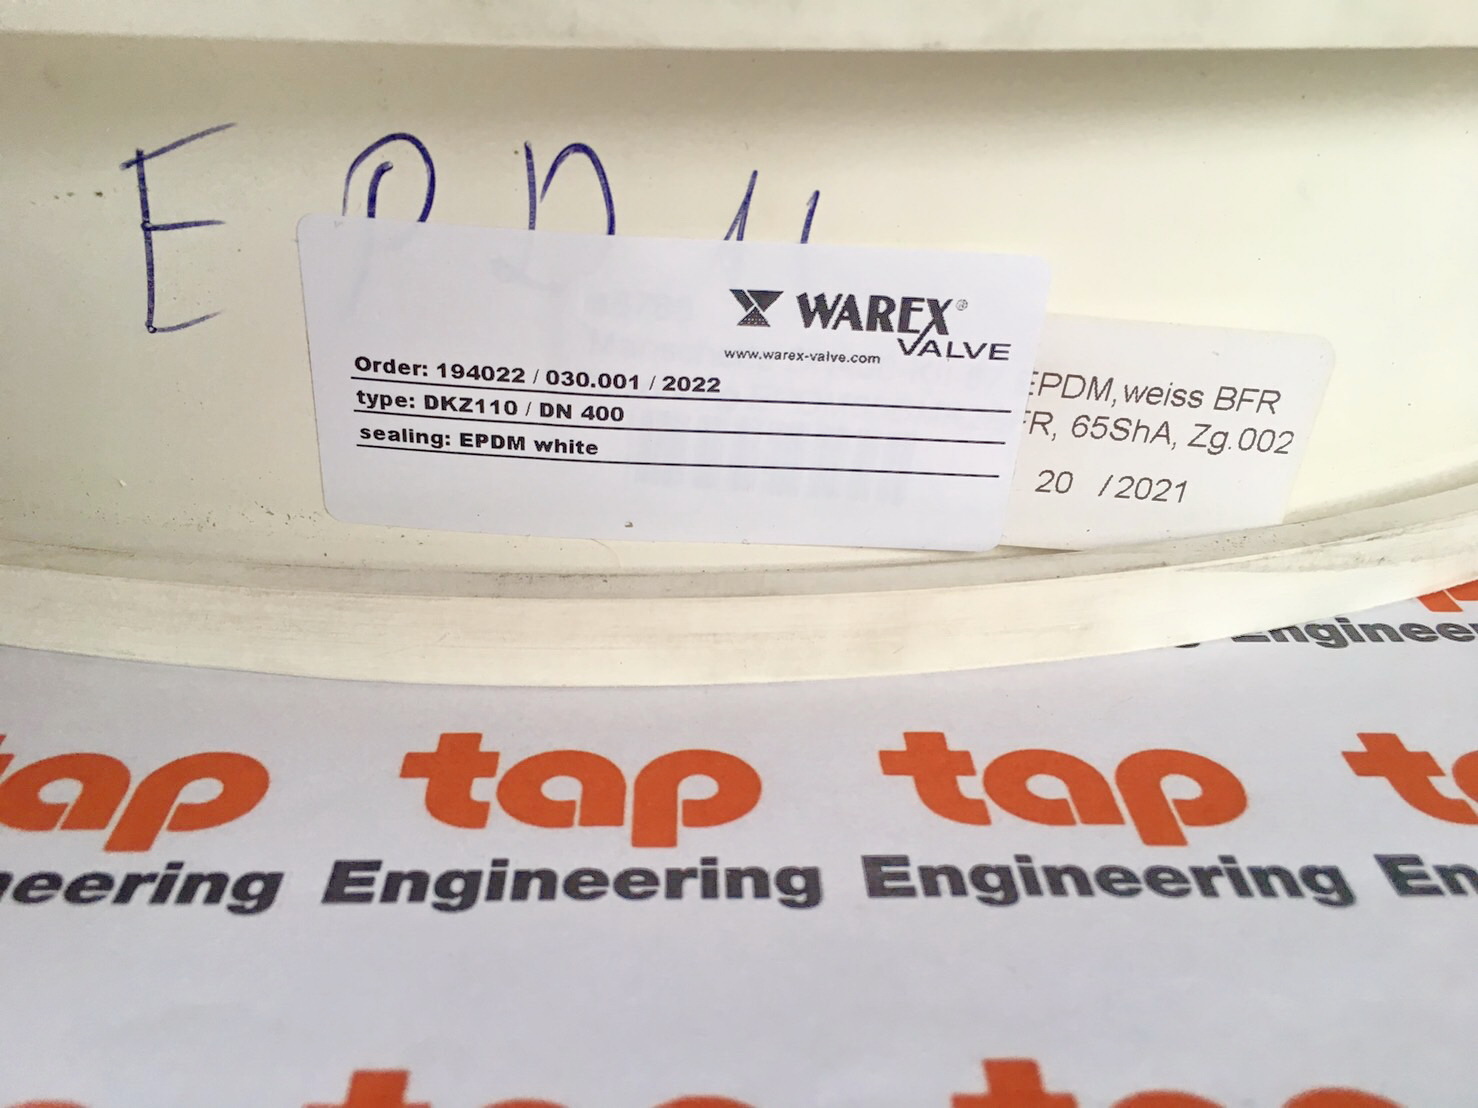 EPDM
WAREX
VALVE
www.warex-valve.com
Order: 194022 / 030.001 / 2022
type: DKZ110 / DN 400
sealing: EPDM white
EPDM, weiss BFR
FR, 65ShA, Zg.002
20 / 2021
Engineering
tap tap tap
Engineering Engineering Engineering